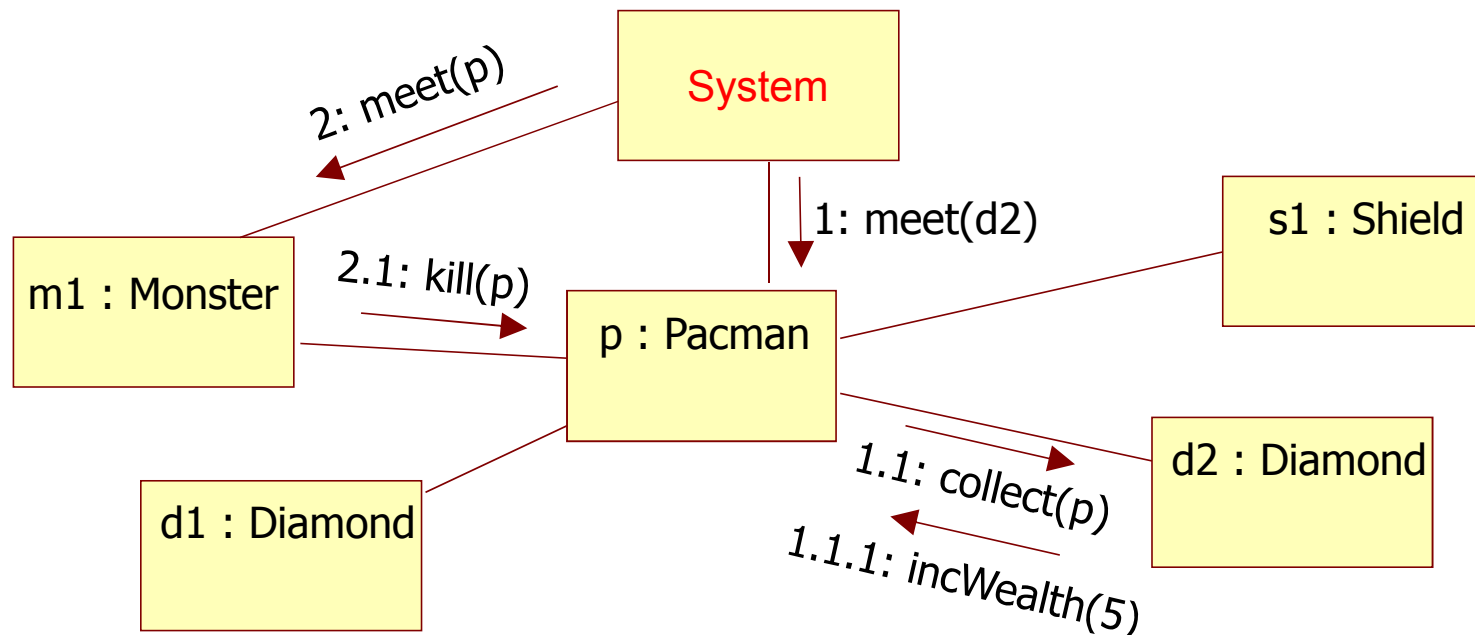 System
2: meet(p)
1: meet(d2)
s1 : Shield
m1 : Monster
2.1: kill(p)
p : Pacman
d2 : Diamond
1.1: collect(p)
d1 : Diamond
1.1.1: incWealth(5)